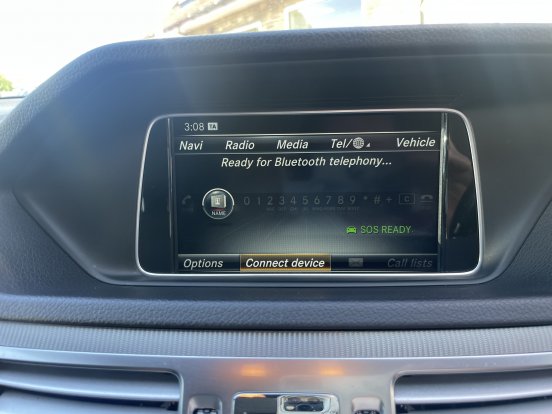 3:08 TA
Navi Radio Media Tel/ Vehicle
Ready for Bluetooth telephony...
0 1 2 3 4 5 6 7 8 9 * # + C
NAME
SOS READY
Options Connect device Call lists